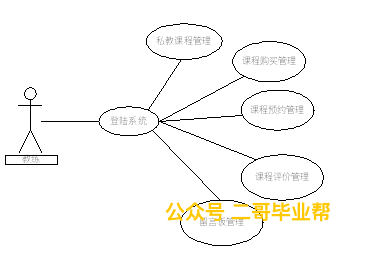 私教课程管理
课程购买管理
课程预约管理
登陆系统
教练
课程评价管理
公众号 二哥毕业帮
留言板管理